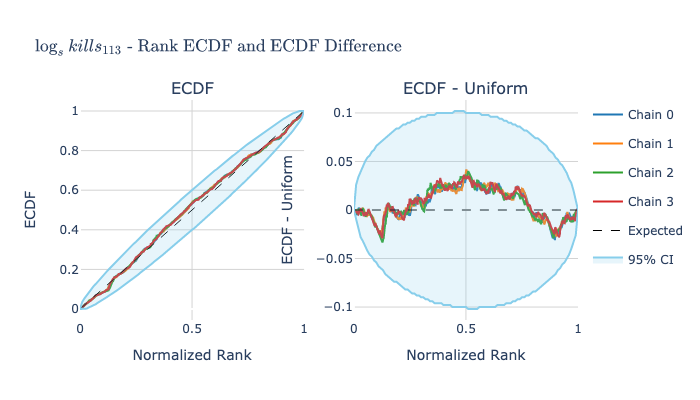 log_s kills_113 - Rank ECDF and ECDF Difference
ECDF
ECDF
1
0.8
0.6
0.4
0.2
0
0
0.5
1
Normalized Rank
ECDF - Uniform
ECDF - Uniform
0.1
0.05
0
−0.05
−0.1
0
0.5
1
Normalized Rank
Chain 0
Chain 1
Chain 2
Chain 3
Expected
95% CI